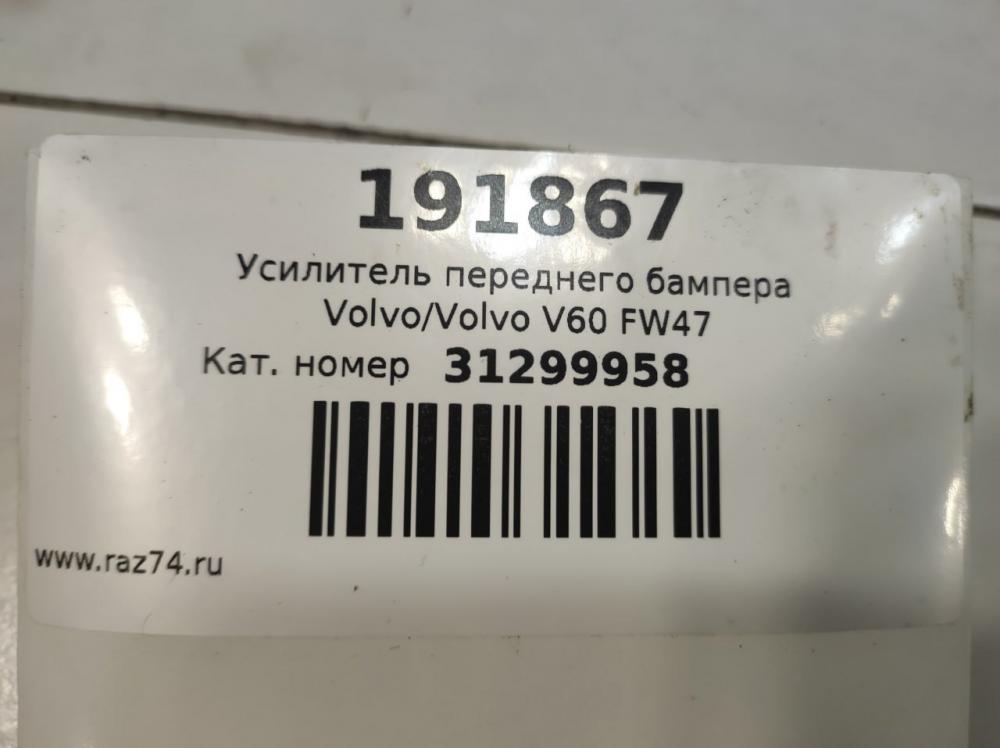 191867
Усилитель переднего бампера
Volvo/Volvo V60 FW47
Кат. номер 31299958
www.raz74.ru